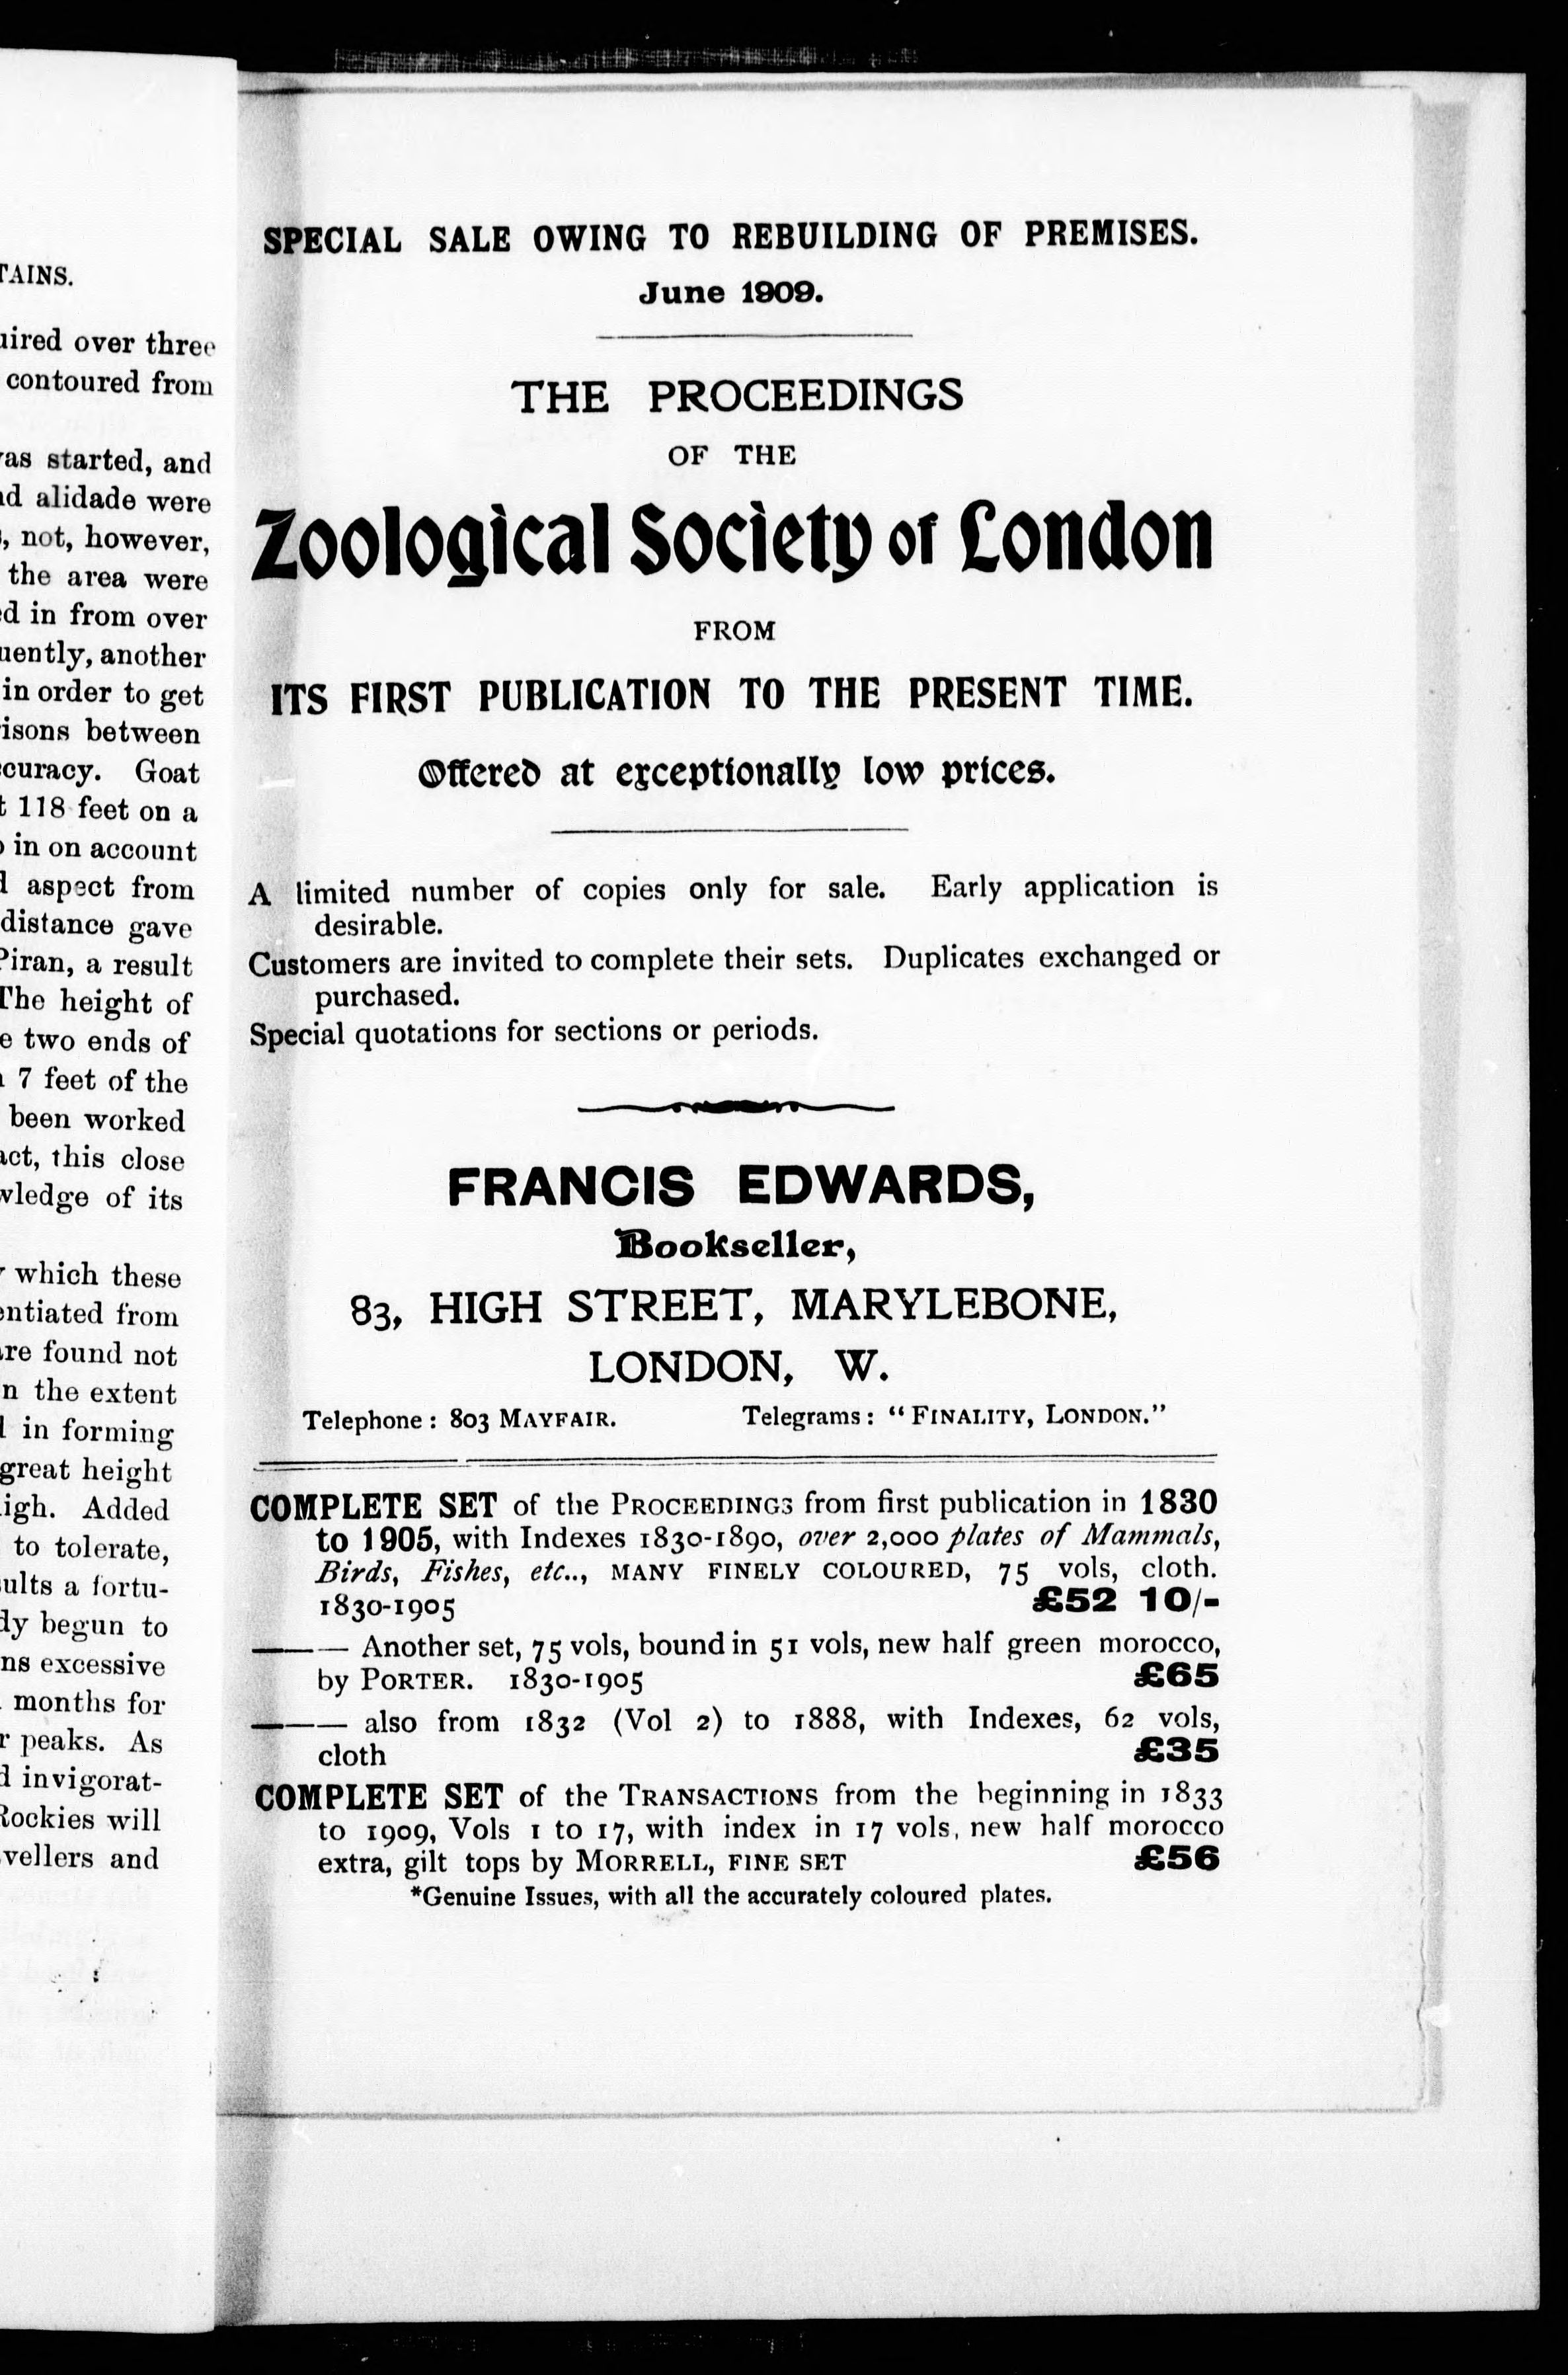 TAINS.
uired over three
contoured from
as started, and
alidade were
, not, however,
the area were
ed in from over
uently, another
in order to get
isons between
ccuracy. Goat
118 feet on a
in on account
aspect from
distance gave
Piran, a result
The height of
two ends of
7 feet of the
been worked
act, this close
wledge of its
which these
entiated from
are found not
n the extent
in forming
great height
igh. Added
to tolerate,
sults a fortu-
dy begun to
ns excessive
months for
r peaks. As
d invigorat-
Rockies will
vellers and
SPECIAL SALE OWING TO REBUILDING OF PREMISES.
June 1909.
THE PROCEEDINGS
OF THE
Zoological Society of London
FROM
ITS FIRST PUBLICATION TO THE PRESENT TIME.
Offered at exceptionally low prices.
A limited number of copies only for sale. Early application is
desirable.
Customers are invited to complete their sets. Duplicates exchanged or
purchased.
Special quotations for sections or periods.
FRANCIS EDWARDS,
Bookseller,
83, HIGH STREET, MARYLEBONE,
LONDON, W.
Telephone: 803 MAYFAIR. Telegrams: "FINALITY, LONDON."
COMPLETE SET of the PROCEEDINGS from first publication in 1830
to 1905, with Indexes 1830-1890, over 2,000 plates of Mammals,
Birds, Fishes, etc.., MANY FINELY COLOURED, 75 vols, cloth.
1830-1905 £52 10/-
——— Another set, 75 vols, bound in 51 vols, new half green morocco,
by PORTER. 1830-1905 £65
——— also from 1832 (Vol 2) to 1888, with Indexes, 62 vols,
cloth £35
COMPLETE SET of the TRANSACTIONS from the beginning in 1833
to 1909, Vols 1 to 17, with index in 17 vols, new half morocco
extra, gilt tops by MORRELL, FINE SET £56
*Genuine Issues, with all the accurately coloured plates.